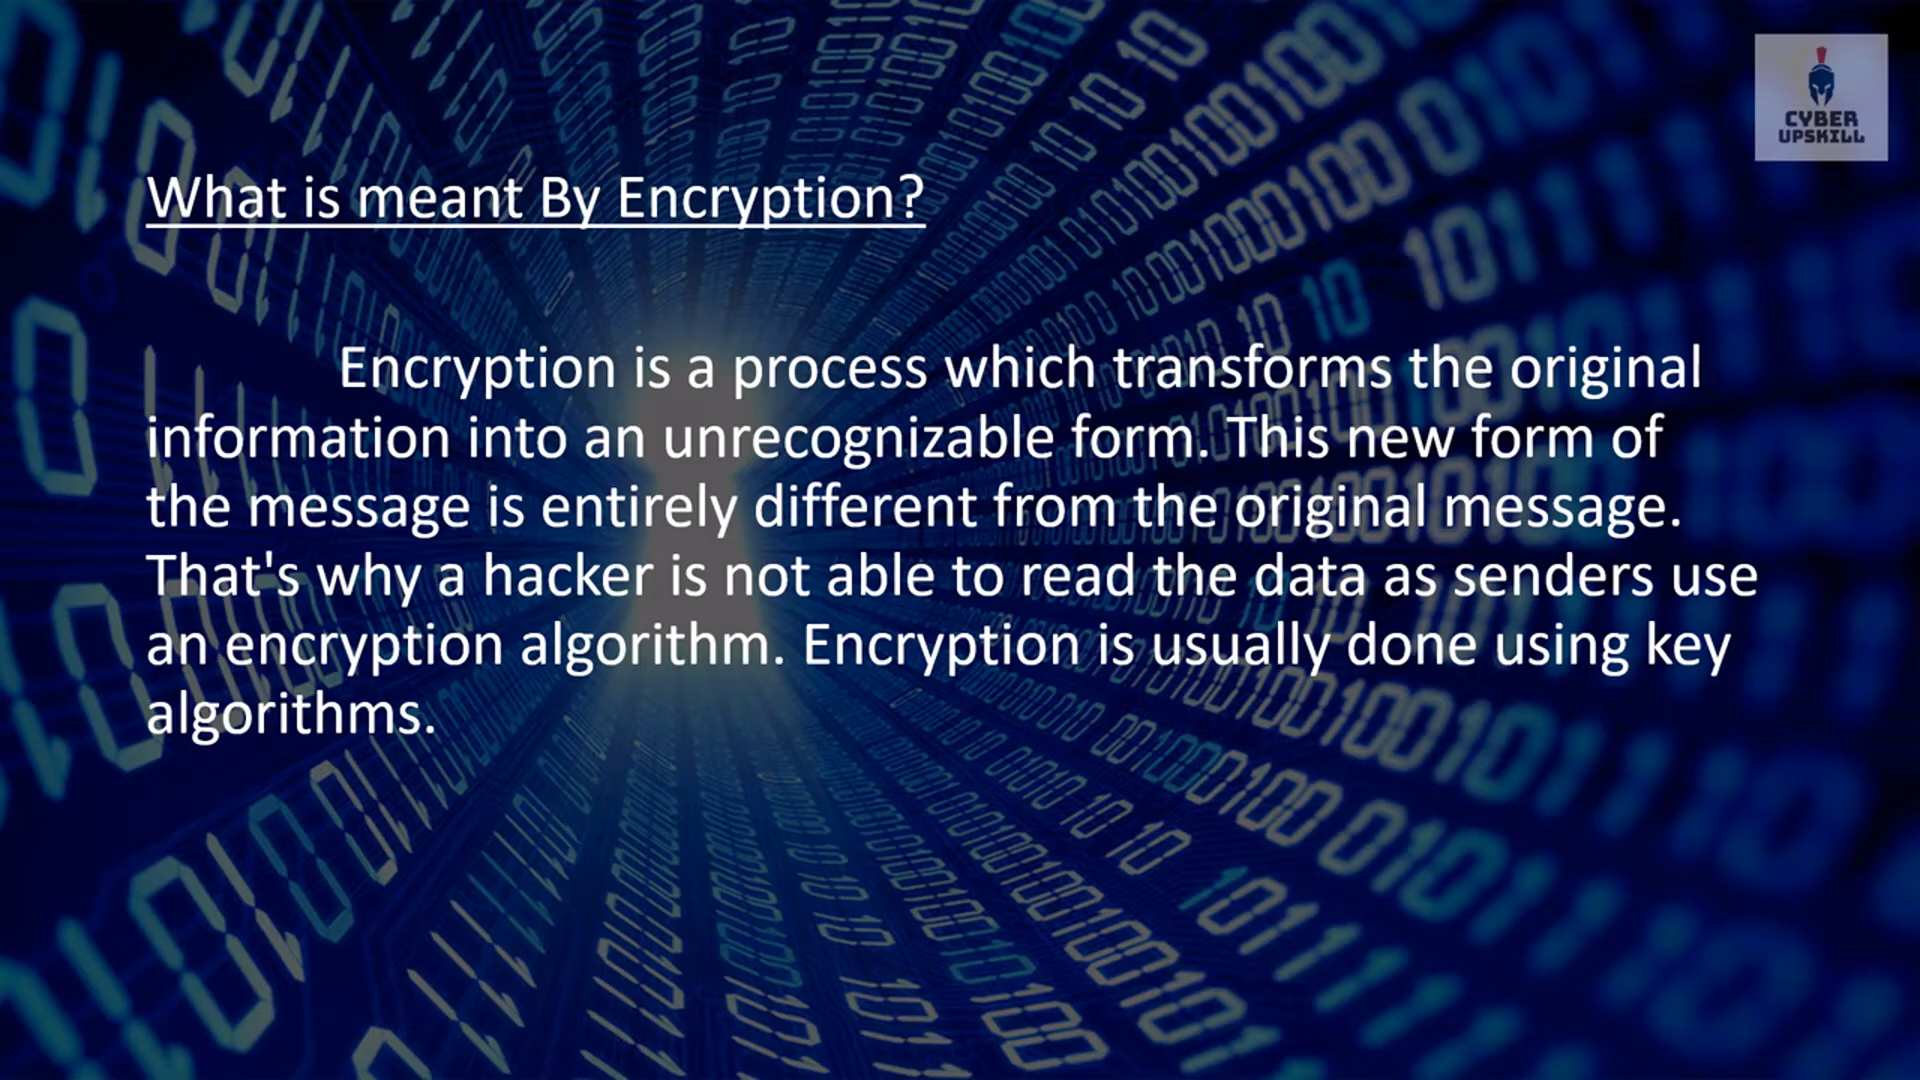 CYBER
UPSKILL
What is meant By Encryption?
Encryption is a process which transforms the original
information into an unrecognizable form. This new form of
the message is entirely different from the original message.
That's why a hacker is not able to read the data as senders use
an encryption algorithm. Encryption is usually done using key
algorithms.